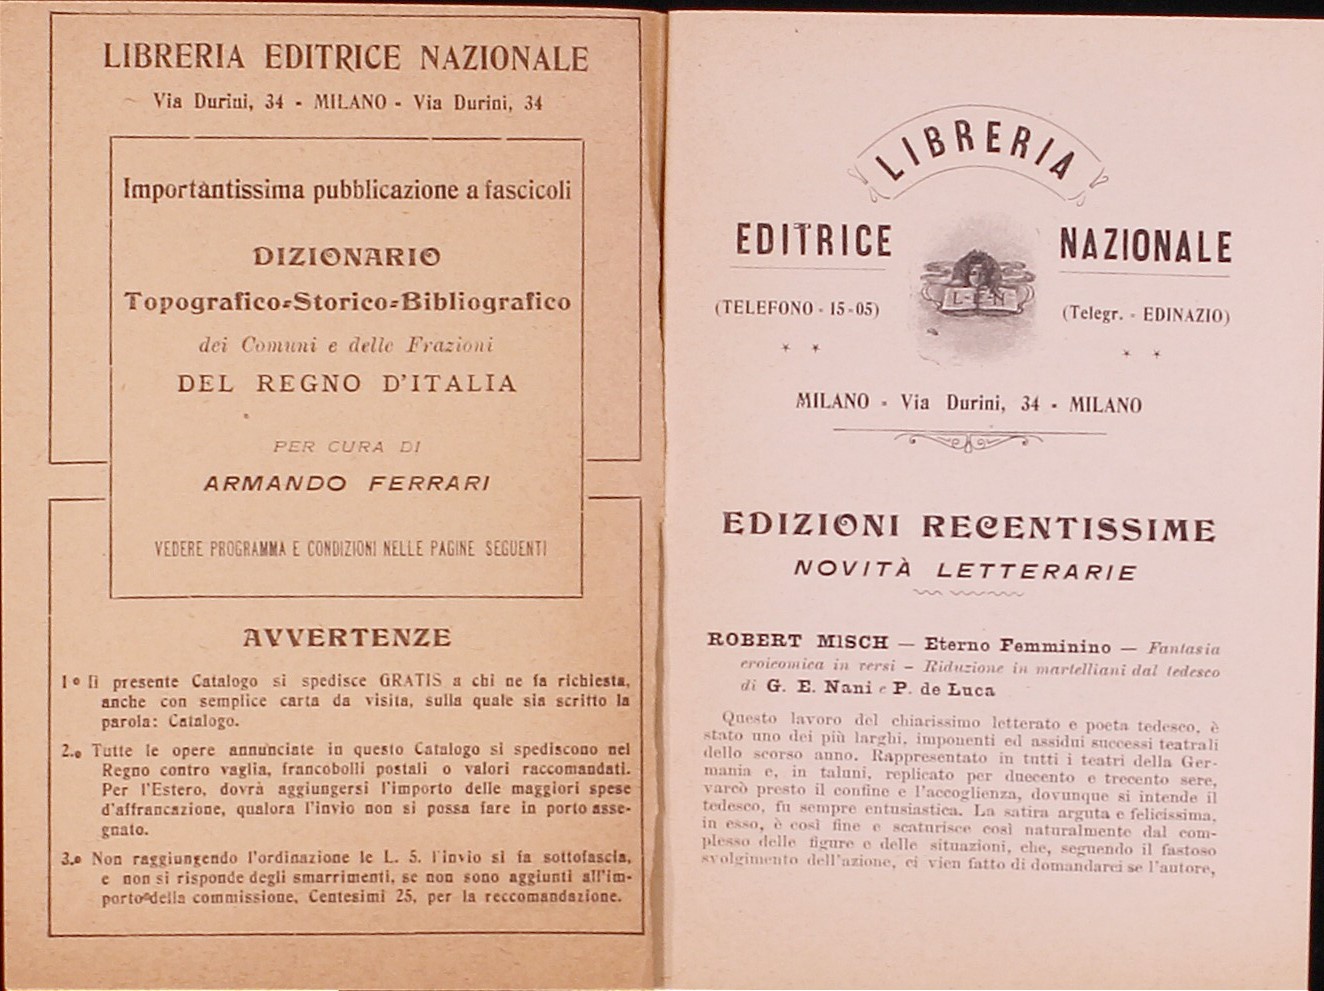 LIBRERIA EDITRICE NAZIONALE
Via Durini, 34 - MILANO - Via Durini, 34
Importantissima pubblicazione a fascicoli
DIZIONARIO
Topografico-Storico-Bibliografico
dei Comuni e delle Frazioni
DEL REGNO D'ITALIA
PER CURA DI
ARMANDO FERRARI
VEDERE PROGRAMMA E CONDIZIONI NELLE PAGINE SEGUENTI
AVVERTENZE
1º Il presente Catalogo si spedisce GRATIS a chi ne fa richiesta,
anche con semplice carta da visita, sulla quale sia scritto la
parola: Catalogo.
2.º Tutte le opere annunciate in questo Catalogo si spediscono nel
Regno contro vaglia, francobolli postali o valori raccomandati.
Per l'Estero, dovrà aggiungersi l'importo delle maggiori spese
d'affrancazione, qualora l'invio non si possa fare in porto asse-
gnato.
3.º Non raggiungendo l'ordinazione le L. 5, l'invio si fa sottofascia,
e non si risponde degli smarrimenti, se non sono aggiunti all'im-
porto della commissione, Centesimi 25, per la reccomandazione.
LIBRERIA
EDITRICE NAZIONALE
L-E-N
(TELEFONO - 15-05) (Telegr. - EDINAZIO)
MILANO - Via Durini, 34 - MILANO
EDIZIONI RECENTISSIME
NOVITÀ LETTERARIE
ROBERT MISCH — Eterno Femminino — Fantasia
eroicomica in versi – Riduzione in martelliani dal tedesco
di G. E. Nani e P. de Luca
Questo lavoro del chiarissimo letterato e poeta tedesco, è
stato uno dei più larghi, imponenti ed assidui successi teatrali
dello scorso anno. Rappresentato in tutti i teatri della Ger-
mania e, in taluni, replicato per duecento e trecento sere,
varcò presto il confine e l'accoglienza, dovunque si intende il
tedesco, fu sempre entusiastica. La satira arguta e felicissima,
in esso, è così fine e scaturisce così naturalmente dal com-
plesso delle figure e delle situazioni, che, seguendo il fastoso
svolgimento dell'azione, ci vien fatto di domandarci se l'autore,